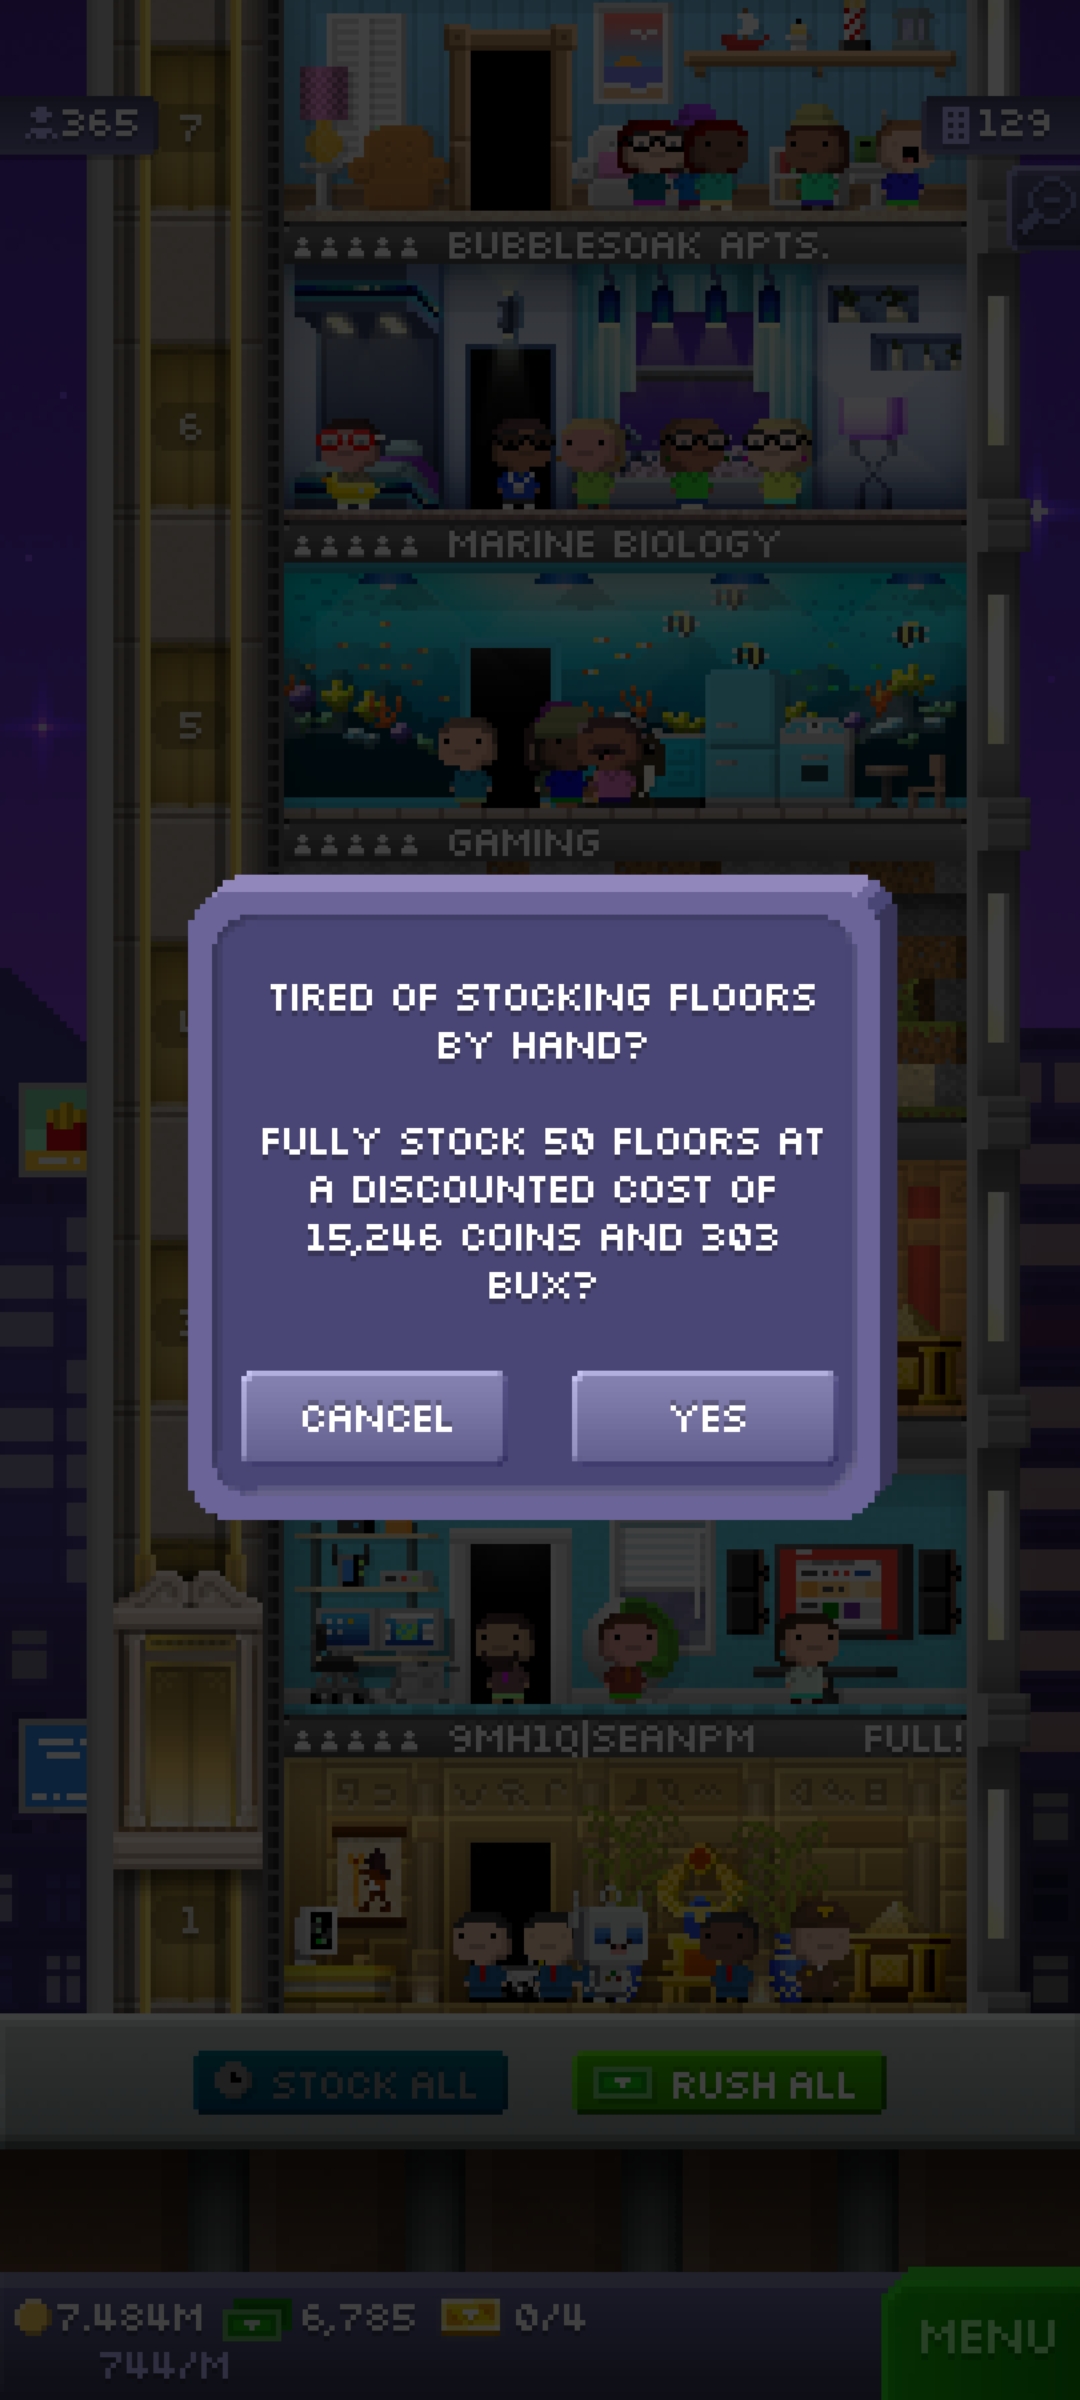 365
7
129
BUBBLESOAK APTS.
6
MARINE BIOLOGY
5
GAMING
TIRED OF STOCKING FLOORS
BY HAND?
FULLY STOCK 50 FLOORS AT
A DISCOUNTED COST OF
15,246 COINS AND 303
BUX?
CANCEL
YES
9MH1Q|SEANPM
FULL!
1
STOCK ALL
RUSH ALL
7.484M
6,785
0/4
744/M
MENU